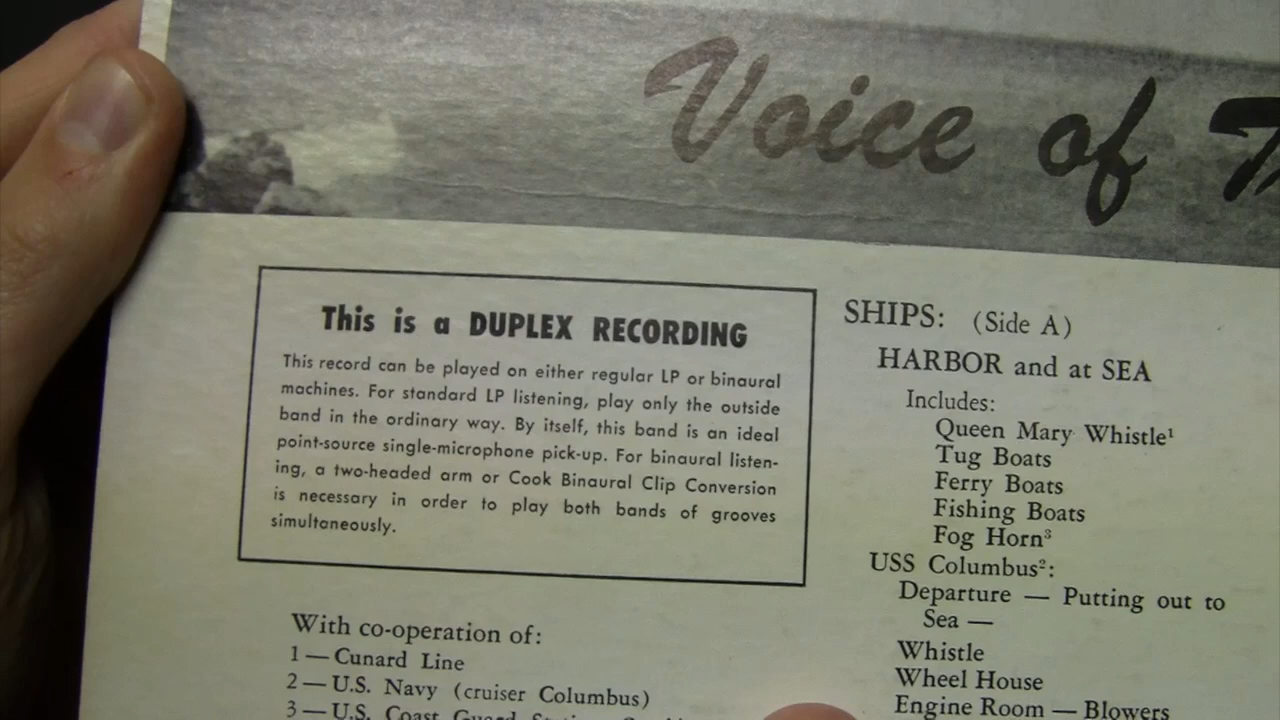 Voice of
This is a DUPLEX RECORDING
This record can be played on either regular LP or binaural
machines. For standard LP listening, play only the outside
band in the ordinary way. By itself, this band is an ideal
point-source single-microphone pick-up. For binaural listen-
ing, a two-headed arm or Cook Binaural Clip Conversion
is necessary in order to play both bands of grooves
simultaneously.
With co-operation of:
1 — Cunard Line
2 — U.S. Navy (cruiser Columbus)
3 — U.S. Coast Guard
SHIPS: (Side A)
HARBOR and at SEA
Includes:
Queen Mary Whistle¹
Tug Boats
Ferry Boats
Fishing Boats
Fog Horn³
USS Columbus²:
Departure — Putting out to
Sea —
Whistle
Wheel House
Engine Room — Blowers